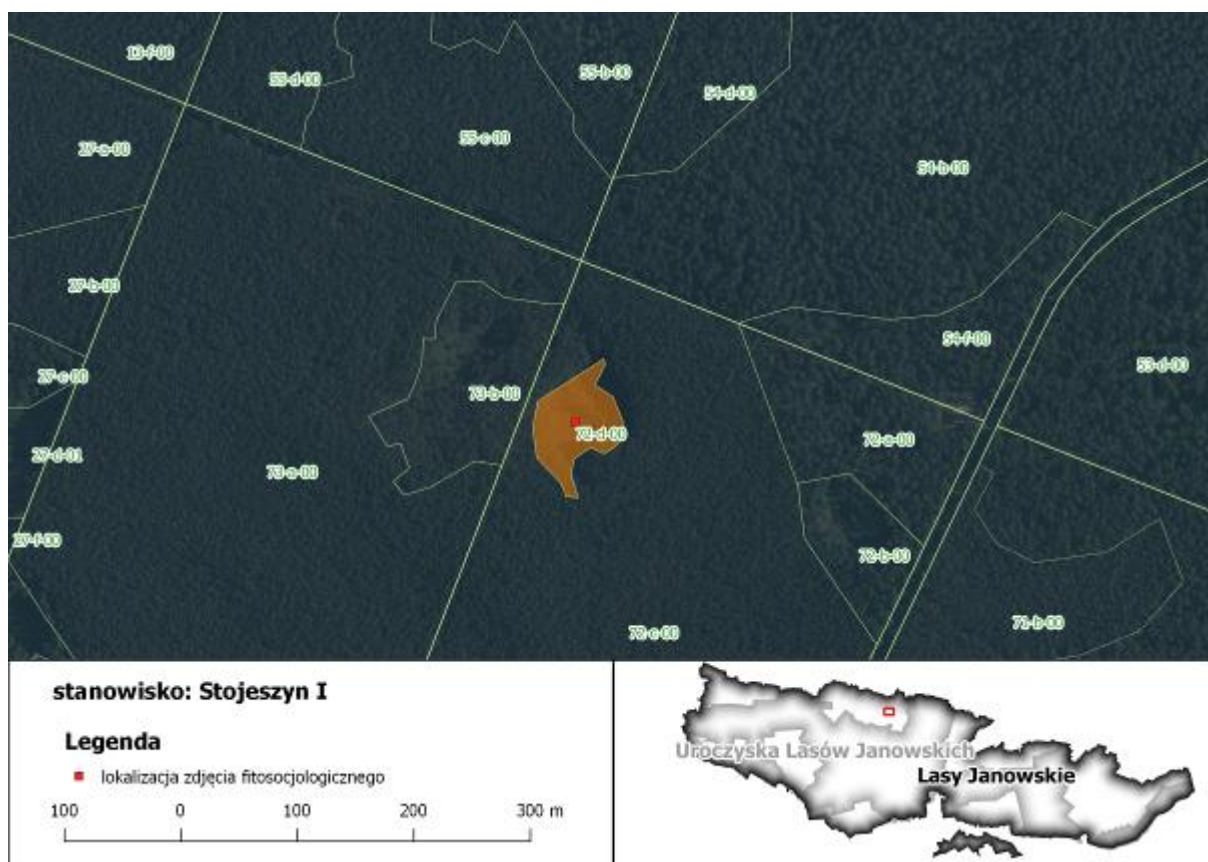 13-f-00
55-d-00
55-b-00
54-d-00
55-c-00
27-a-00
54-b-00
27-b-00
54-f-00
53-d-00
27-c-00
73-b-00
72-d-00
72-a-00
27-d-01
73-a-00
27-f-00
72-b-00
71-b-00
72-c-00
stanowisko: Stojeszyn I
Legenda
lokalizacja zdjęcia fitosocjologicznego
100 0 100 200 300 m
Uroczyska Lasów Janowskich
Lasy Janowskie